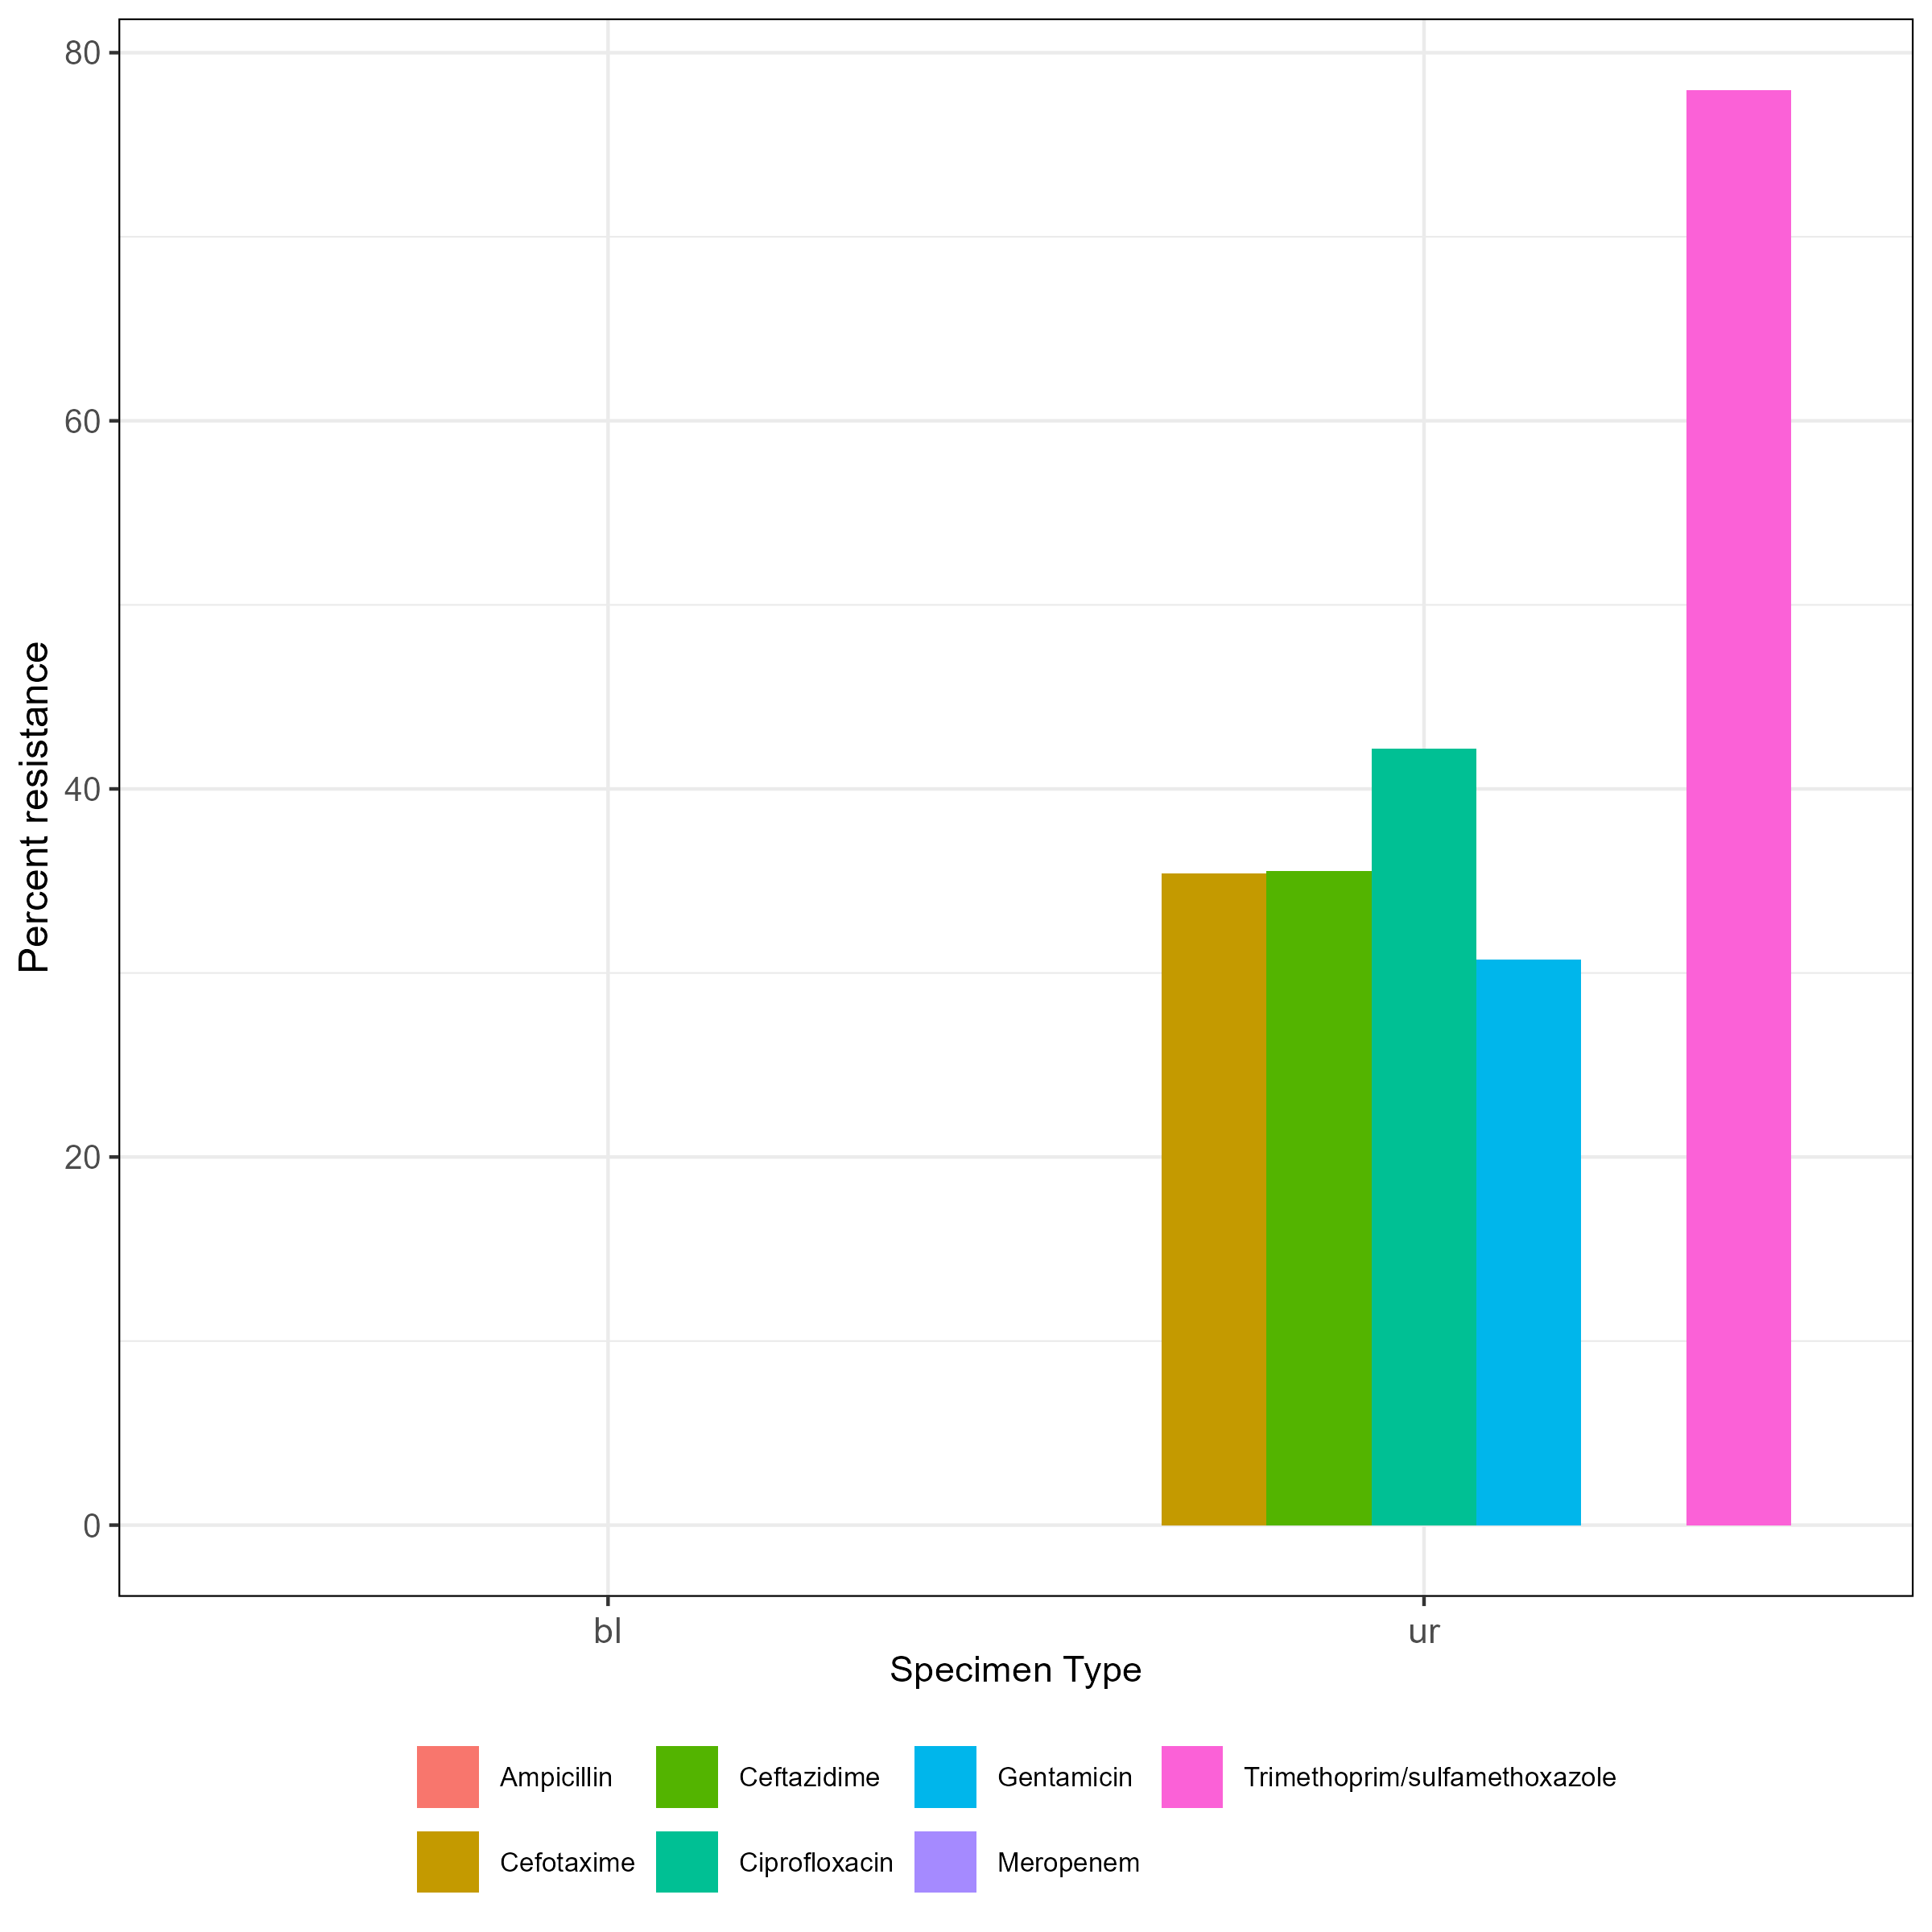 80
60
40
20
0
Percent resistance
bl ur
Specimen Type
Ampicillin Ceftazidime Gentamicin Trimethoprim/sulfamethoxazole
Cefotaxime Ciprofloxacin Meropenem